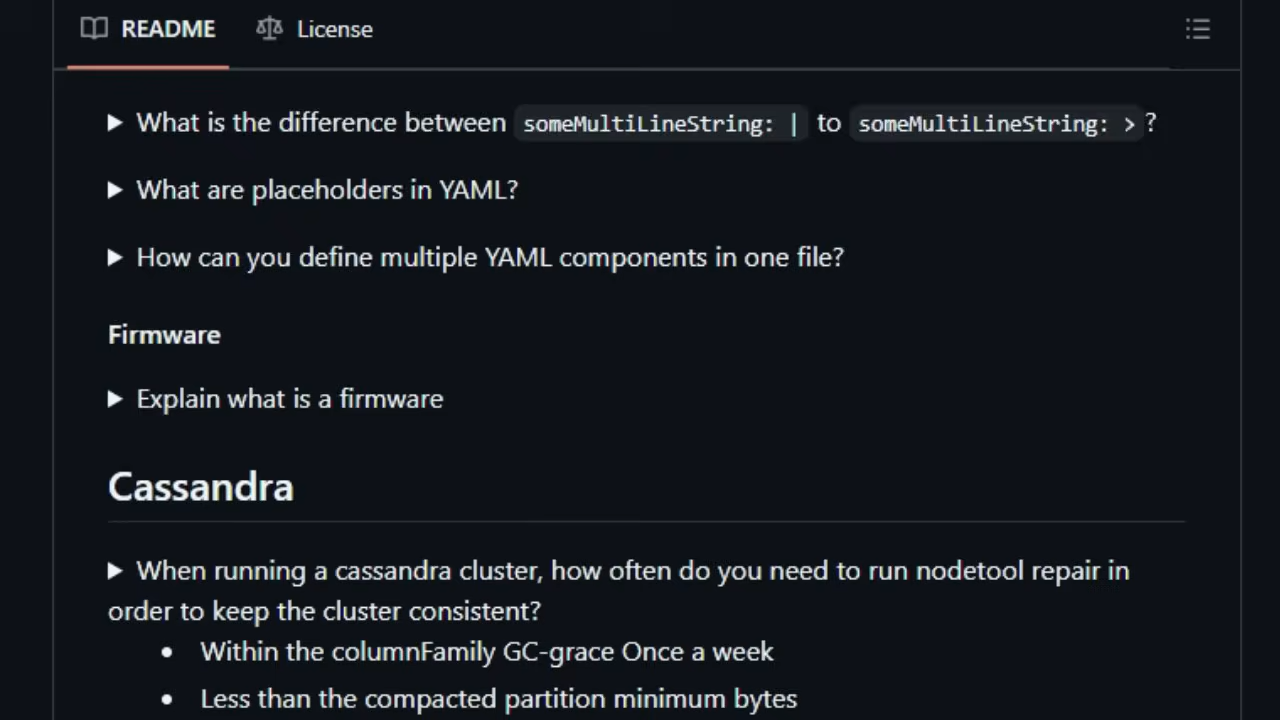 README License
What is the difference between someMultiLineString: | to someMultiLineString: > ?
What are placeholders in YAML?
How can you define multiple YAML components in one file?
Firmware
Explain what is a firmware
Cassandra
When running a cassandra cluster, how often do you need to run nodetool repair in
order to keep the cluster consistent?
Within the columnFamily GC-grace Once a week
Less than the compacted partition minimum bytes